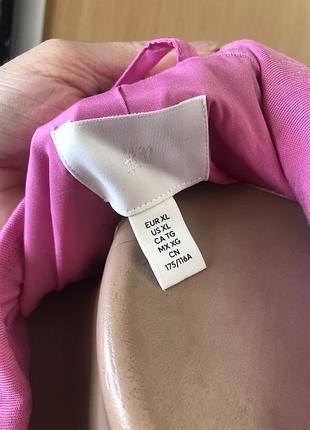 EUR XL
US XL
CA TG
MX XG
CN
175/116A